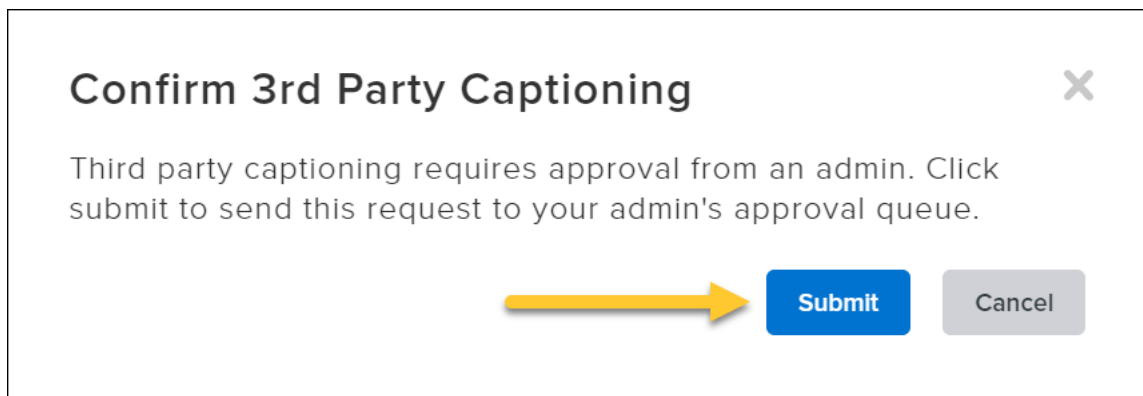 Confirm 3rd Party Captioning
Third party captioning requires approval from an admin. Click
submit to send this request to your admin's approval queue.
Submit
Cancel